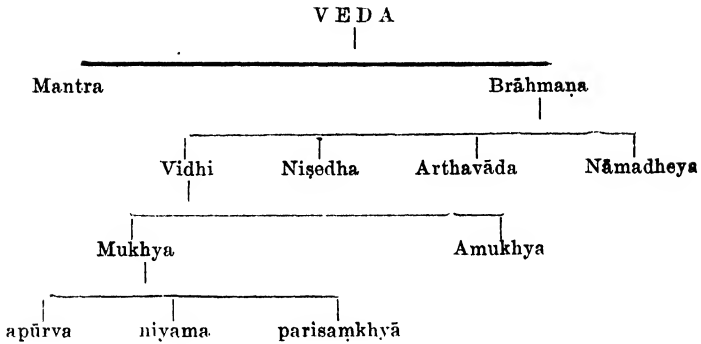 VEDA
Mantra Brāhmaṇa
Vidhi Niṣedha Arthavāda Nāmadheya
Mukhya Amukhya
apūrva niyama parisaṃkhyā